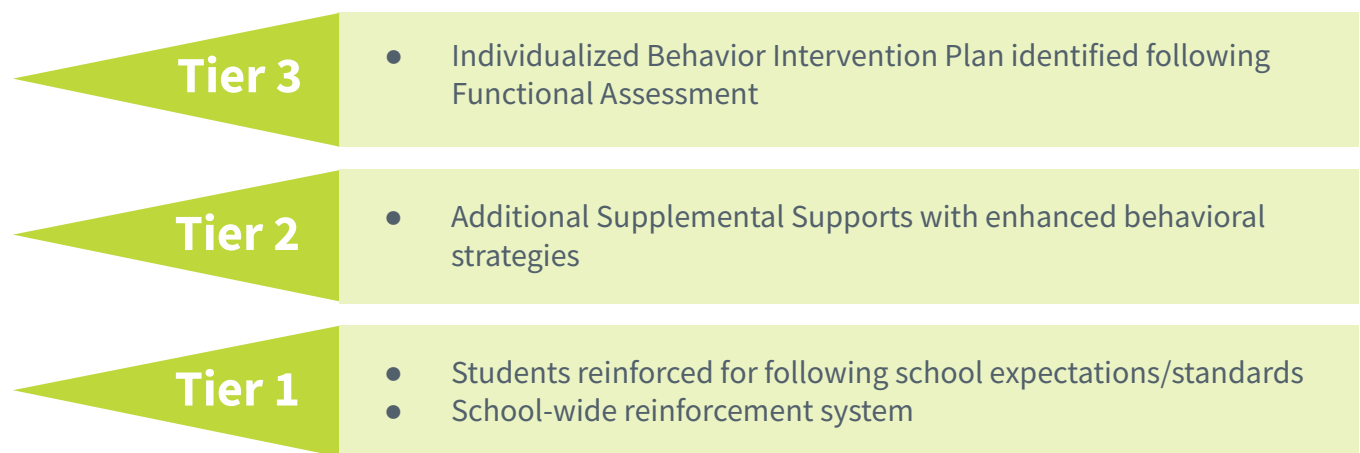 Tier 3
● Individualized Behavior Intervention Plan identified following
Functional Assessment
Tier 2
● Additional Supplemental Supports with enhanced behavioral
strategies
Tier 1
● Students reinforced for following school expectations/standards
● School-wide reinforcement system